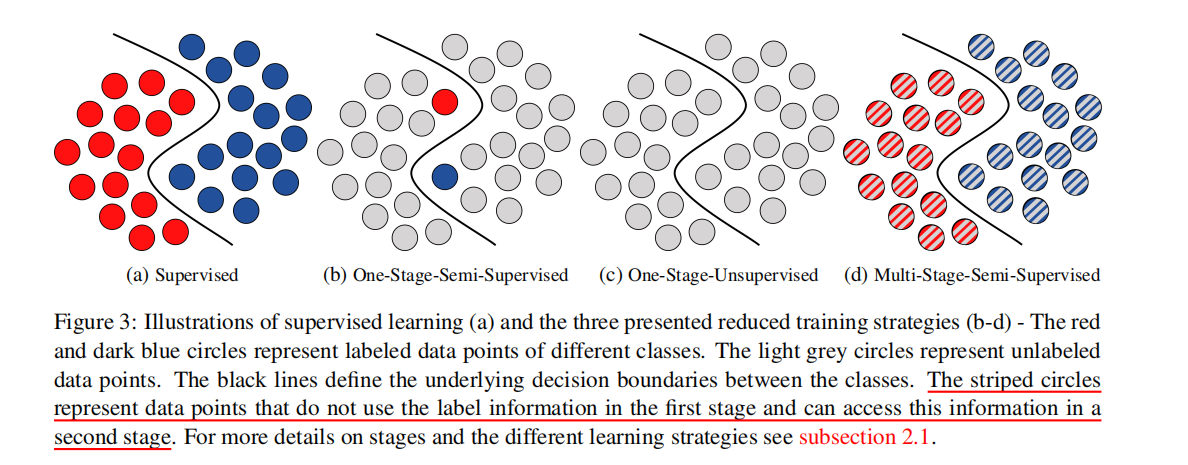 (a) Supervised
(b) One-Stage-Semi-Supervised
(c) One-Stage-Unsupervised
(d) Multi-Stage-Semi-Supervised
Figure 3: Illustrations of supervised learning (a) and the three presented reduced training strategies (b-d) - The red
and dark blue circles represent labeled data points of different classes. The light grey circles represent unlabeled
data points. The black lines define the underlying decision boundaries between the classes. The striped circles
represent data points that do not use the label information in the first stage and can access this information in a
second stage. For more details on stages and the different learning strategies see subsection 2.1.